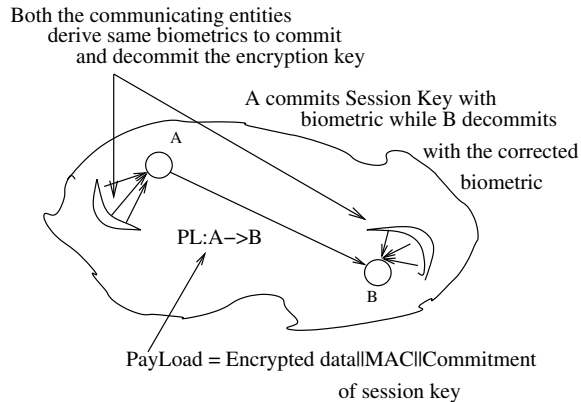 Both the communicating entities
derive same biometrics to commit
and decommit the encryption key
A commits Session Key with
biometric while B decommits
with the corrected
biometric
A
PL:A->B
B
PayLoad = Encrypted data||MAC||Commitment
of session key